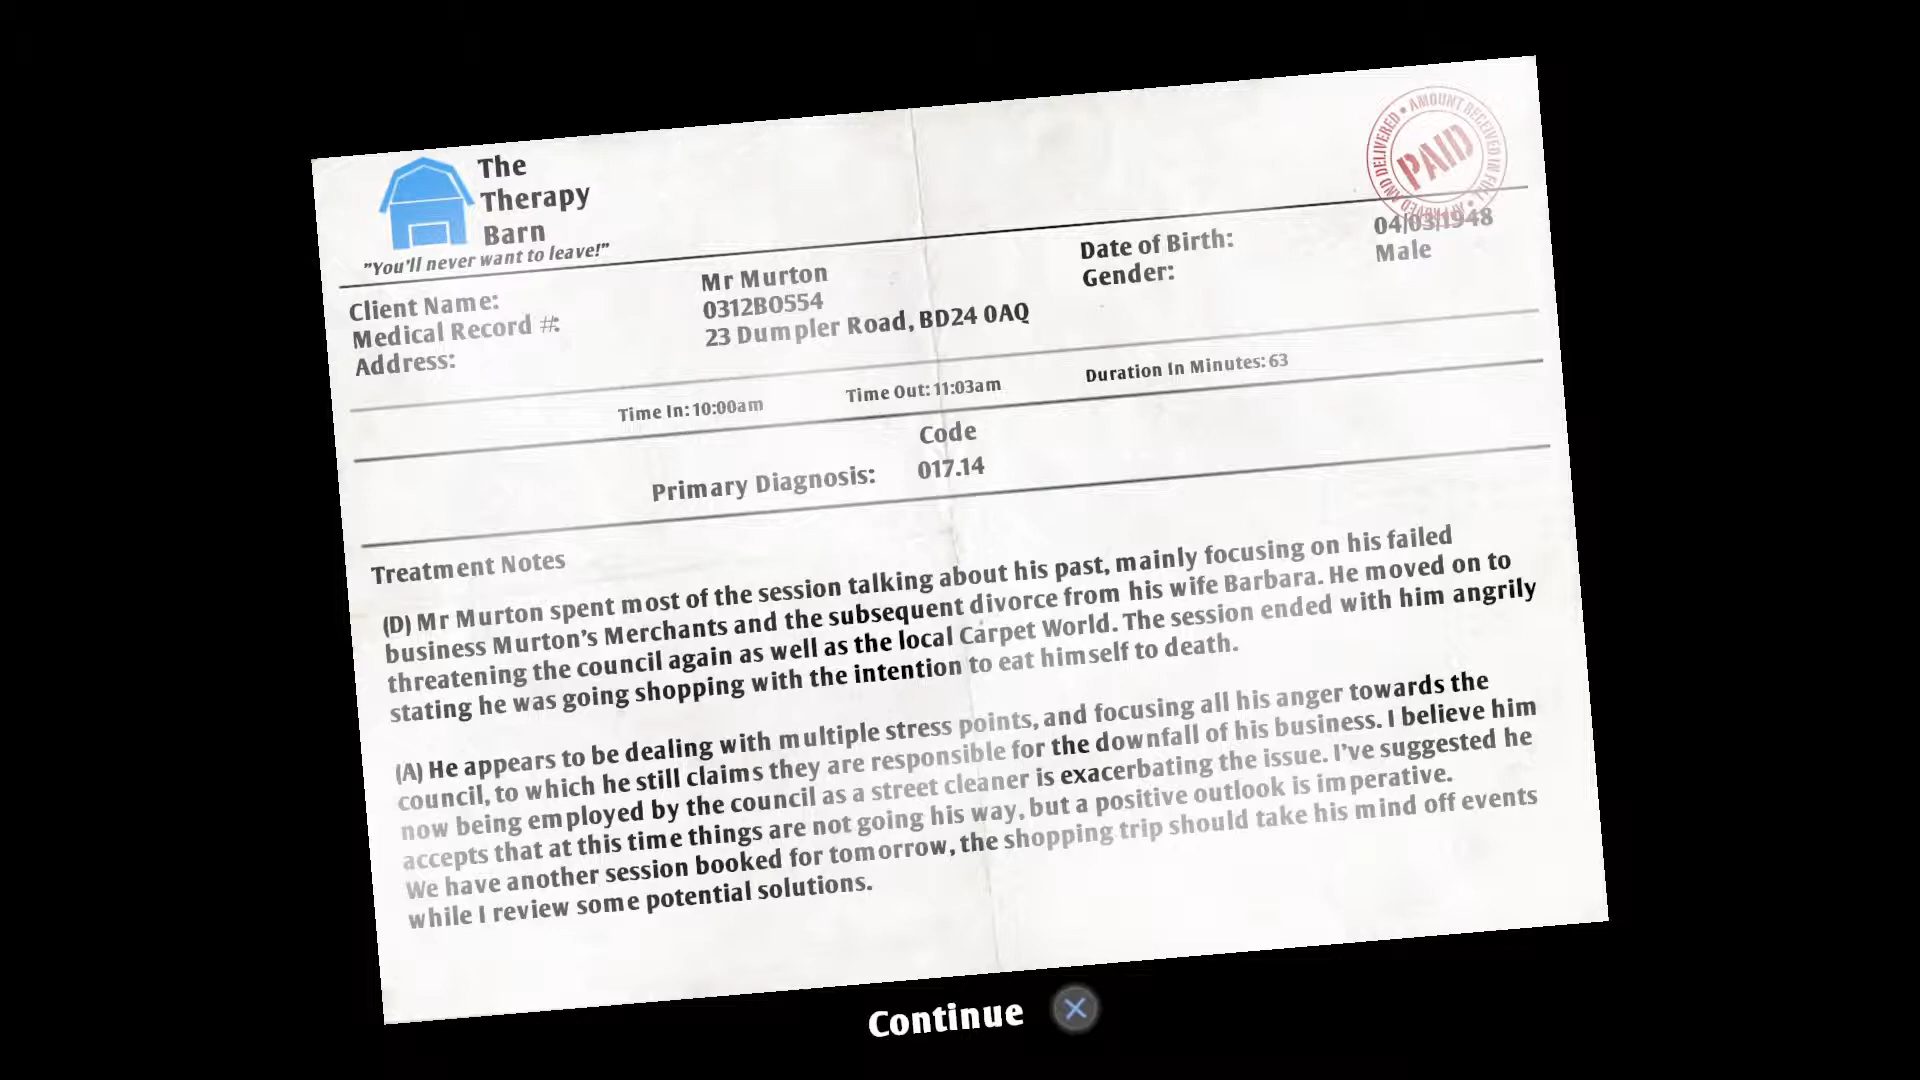 The
Therapy
Barn
"You'll never want to leave!"
AMOUNT RECEIVED IN FULL • APPROVED AND DELIVERED •
PAID
Client Name: Mr Murton Date of Birth: 04/03/1948
Medical Record #: 0312BO554 Gender: Male
Address: 23 Dumpler Road, BD24 0AQ
Time In: 10:00am Time Out: 11:03am Duration In Minutes: 63
Code
Primary Diagnosis: 017.14
Treatment Notes
(D) Mr Murton spent most of the session talking about his past, mainly focusing on his failed
business Murton's Merchants and the subsequent divorce from his wife Barbara. He moved on to
threatening the council again as well as the local Carpet World. The session ended with him angrily
stating he was going shopping with the intention to eat himself to death.
(A) He appears to be dealing with multiple stress points, and focusing all his anger towards the
council, to which he still claims they are responsible for the downfall of his business. I believe him
now being employed by the council as a street cleaner is exacerbating the issue. I've suggested he
accepts that at this time things are not going his way, but a positive outlook is imperative.
We have another session booked for tomorrow, the shopping trip should take his mind off events
while I review some potential solutions.
Continue